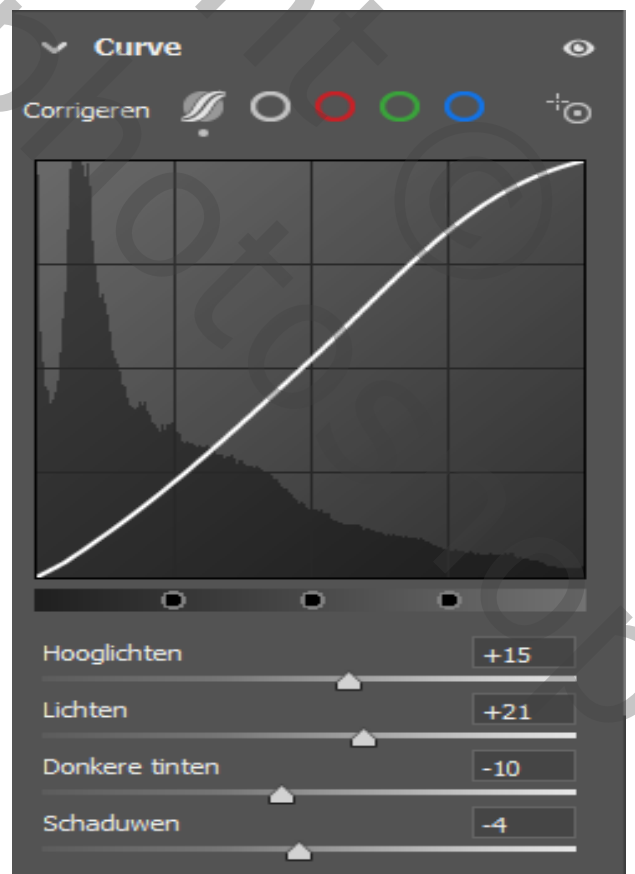 Curve
Corrigeren
Hooglichten +15
Lichten +21
Donkere tinten -10
Schaduwen -4